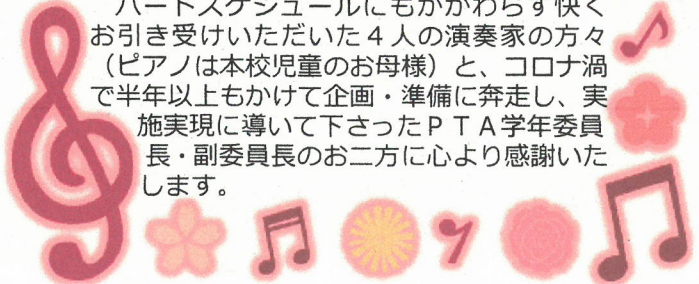 ハードスケジュールにもかかわらず快く
お引き受けいただいた４人の演奏家の方々
（ピアノは本校児童のお母様）と、コロナ渦
で半年以上もかけて企画・準備に奔走し、実
施実現に導いて下さったＰＴＡ学年委員
長・副委員長のお二方に心より感謝いた
します。